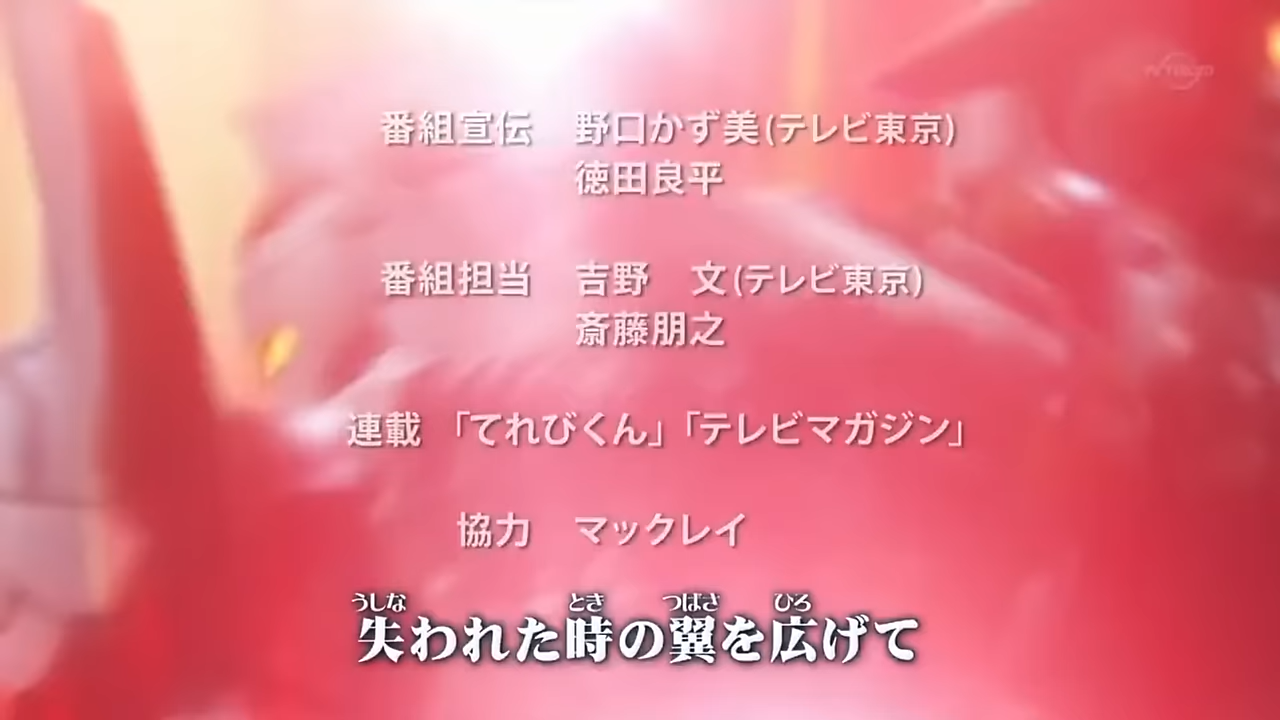 TV TOKYO
番組宣伝 野口かず美(テレビ東京)
徳田良平
番組担当 吉野 文(テレビ東京)
斎藤朋之
連載 「てれびくん」「テレビマガジン」
協力 マックレイ
うしな とき つばさ ひろ
失われた時の翼を広げて